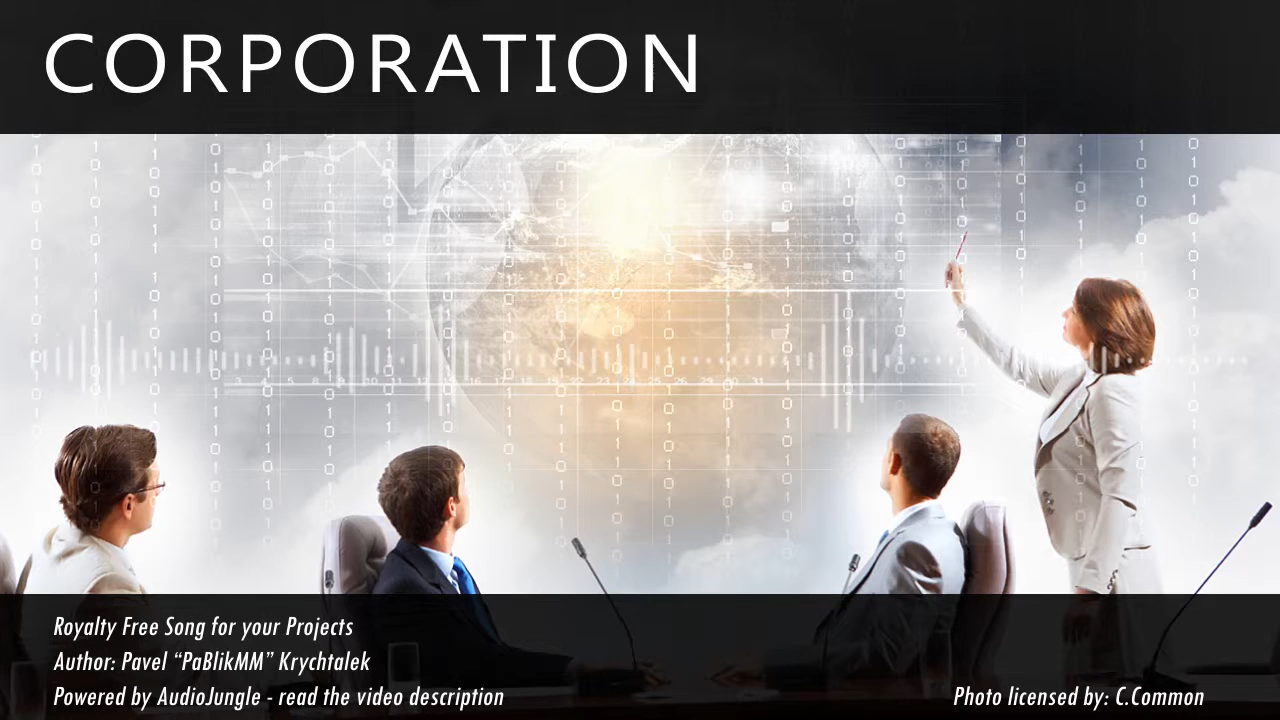 CORPORATION
Royalty Free Song for your Projects
Author: Pavel “PaBlikMM” Krychtalek
Powered by AudioJungle - read the video description
Photo licensed by: C.Common